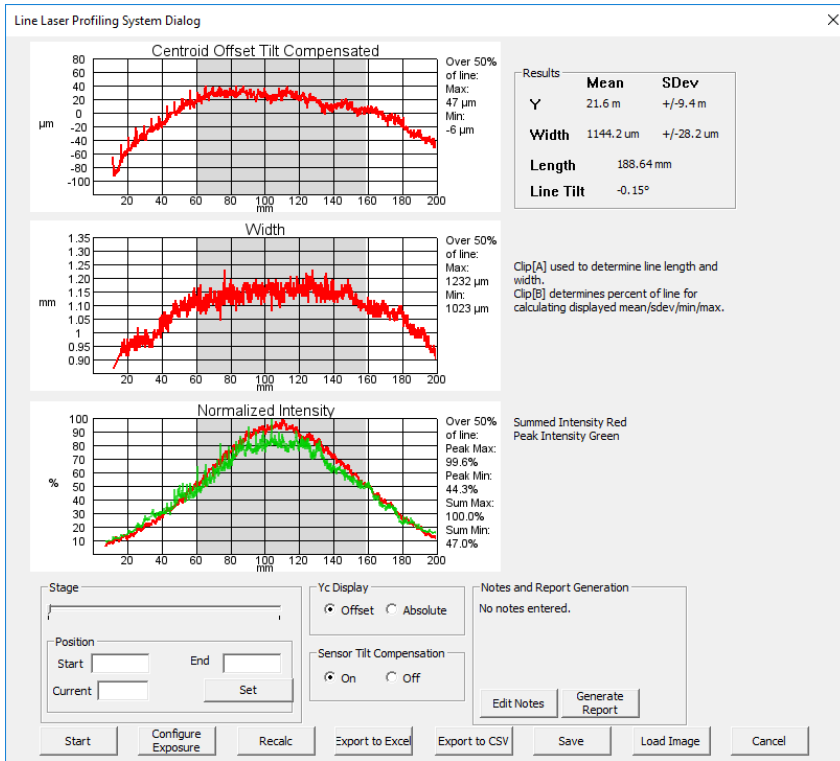 Line Laser Profiling System Dialog
Centroid Offset Tilt Compensated
80
60
40
20
0
-20
-40
-60
-80
-100
µm
20 40 60 80 100 120 140 160 180 200
mm
Over 50%
of line:
Max:
47 µm
Min:
-6 µm
Results
Mean SDev
Y 21.6 m +/-9.4 m
Width 1144.2 um +/-28.2 um
Length 188.64 mm
Line Tilt -0.15°
Width
1.35
1.30
1.25
1.20
1.15
1.10
1.05
1.00
0.95
0.90
mm
20 40 60 80 100 120 140 160 180 200
mm
Over 50%
of line:
Max:
1232 µm
Min:
1023 µm
Clip[A] used to determine line length and
width.
Clip[B] determines percent of line for
calculating displayed mean/sdev/min/max.
Normalized Intensity
100
90
80
70
60
50
40
30
20
10
%
20 40 60 80 100 120 140 160 180 200
mm
Over 50%
of line:
Peak Max:
99.6%
Peak Min:
44.3%
Sum Max:
100.0%
Sum Min:
47.0%
Summed Intensity Red
Peak Intensity Green
Stage
Position
Start End
Current Set
Yc Display
Offset Absolute
Sensor Tilt Compensation
On Off
Notes and Report Generation
No notes entered.
Edit Notes
Generate
Report
Start
Configure
Exposure
Recalc
Export to Excel
Export to CSV
Save
Load Image
Cancel